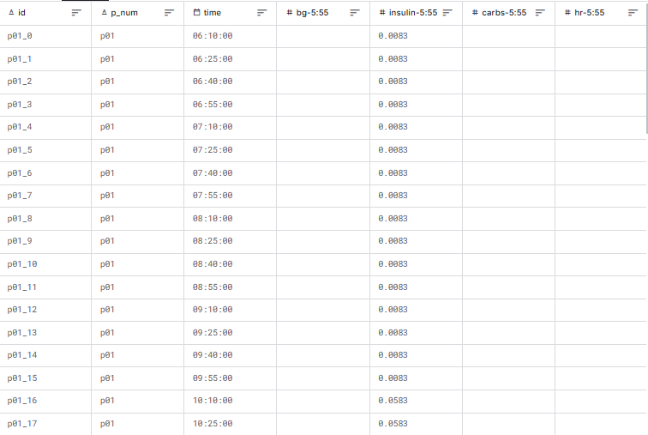 id p_num time # bg-5:55 # insulin-5:55 # carbs-5:55 # hr-5:55
p01_0 p01 06:10:00 0.0083
p01_1 p01 06:25:00 0.0083
p01_2 p01 06:40:00 0.0083
p01_3 p01 06:55:00 0.0083
p01_4 p01 07:10:00 0.0083
p01_5 p01 07:25:00 0.0083
p01_6 p01 07:40:00 0.0083
p01_7 p01 07:55:00 0.0083
p01_8 p01 08:10:00 0.0083
p01_9 p01 08:25:00 0.0083
p01_10 p01 08:40:00 0.0083
p01_11 p01 08:55:00 0.0083
p01_12 p01 09:10:00 0.0083
p01_13 p01 09:25:00 0.0083
p01_14 p01 09:40:00 0.0083
p01_15 p01 09:55:00 0.0083
p01_16 p01 10:10:00 0.0583
p01_17 p01 10:25:00 0.0583